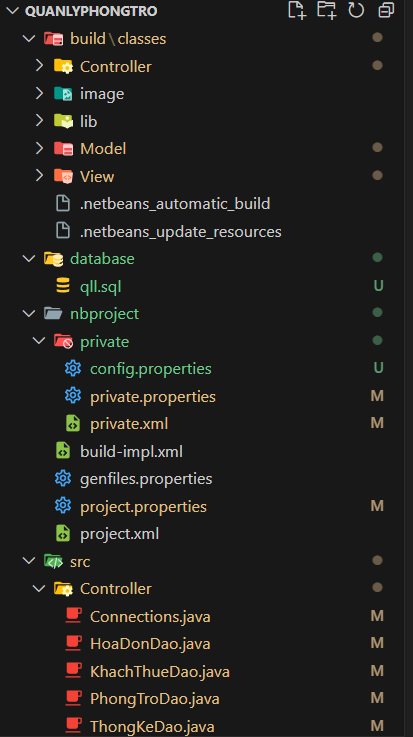 QUANLYPHONGTRO
build\classes
Controller
image
lib
Model
View
.netbeans_automatic_build
.netbeans_update_resources
database
qll.sql U
nbproject
private
config.properties U
private.properties M
private.xml M
build-impl.xml
genfiles.properties
project.properties M
project.xml
src
Controller
Connections.java M
HoaDonDao.java M
KhachThueDao.java M
PhongTroDao.java M
ThongKeDao.java M